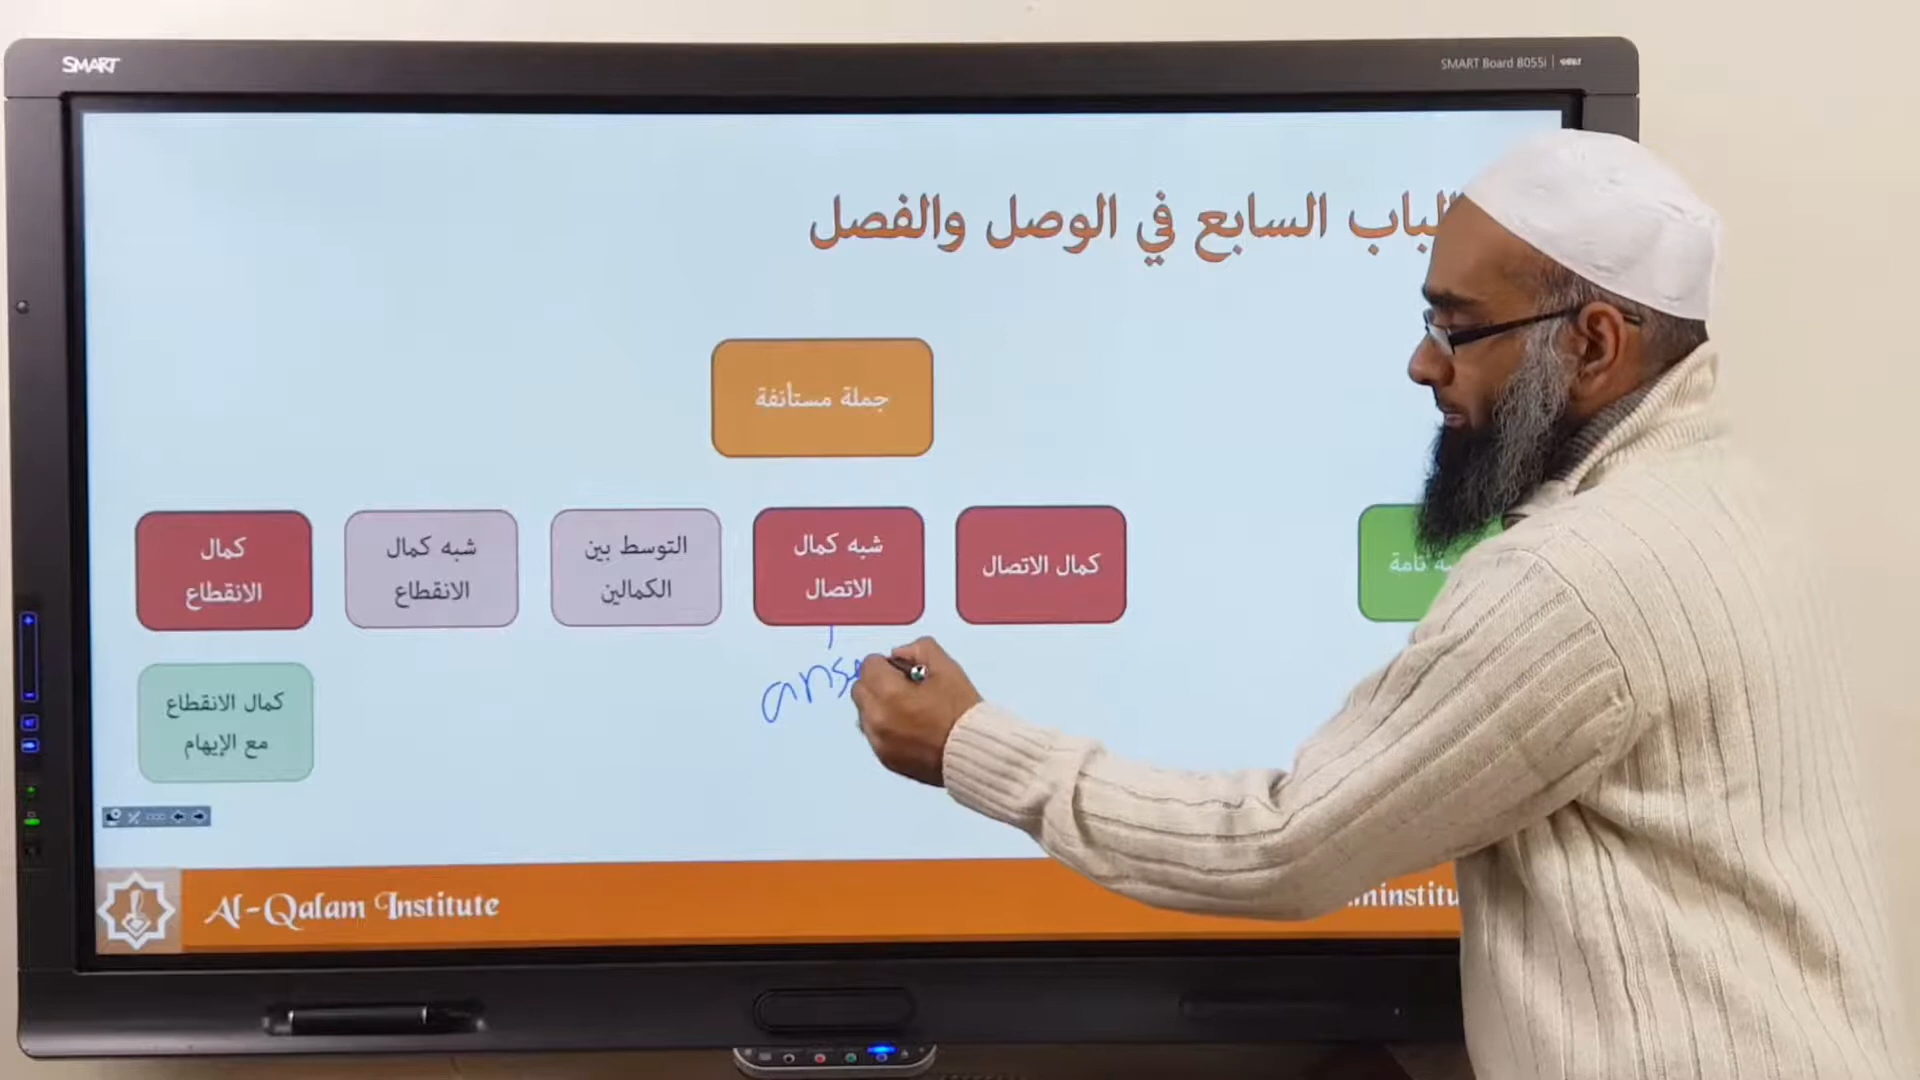 SMART
SMART Board 8055i
الباب السابع في الوصل والفصل
جملة مستأنفة
كمال الاتصال
شبه كمال
الاتصال
التوسط بين
الكمالين
شبه كمال
الانقطاع
كمال
الانقطاع
كمال الانقطاع
مع الإيهام
Al-Qalam Institute